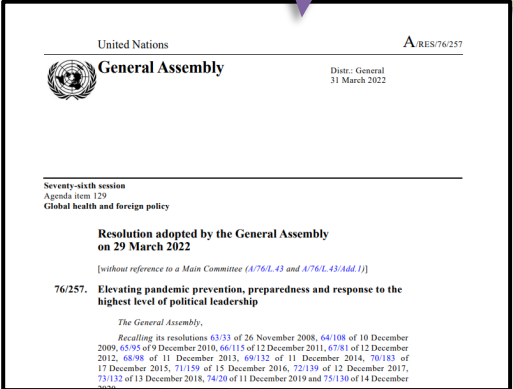 United Nations A/RES/76/257
General Assembly Distr.: General
31 March 2022
Seventy-sixth session
Agenda item 129
Global health and foreign policy
Resolution adopted by the General Assembly
on 29 March 2022
[without reference to a Main Committee (A/76/L.43 and A/76/L.43/Add.1)]
76/257. Elevating pandemic prevention, preparedness and response to the
highest level of political leadership
The General Assembly,
Recalling its resolutions 63/33 of 26 November 2008, 64/108 of 10 December
2009, 65/95 of 9 December 2010, 66/115 of 12 December 2011, 67/81 of 12 December
2012, 68/98 of 11 December 2013, 69/132 of 11 December 2014, 70/183 of
17 December 2015, 71/159 of 15 December 2016, 72/139 of 12 December 2017,
73/132 of 13 December 2018, 74/20 of 11 December 2019 and 75/130 of 14 December